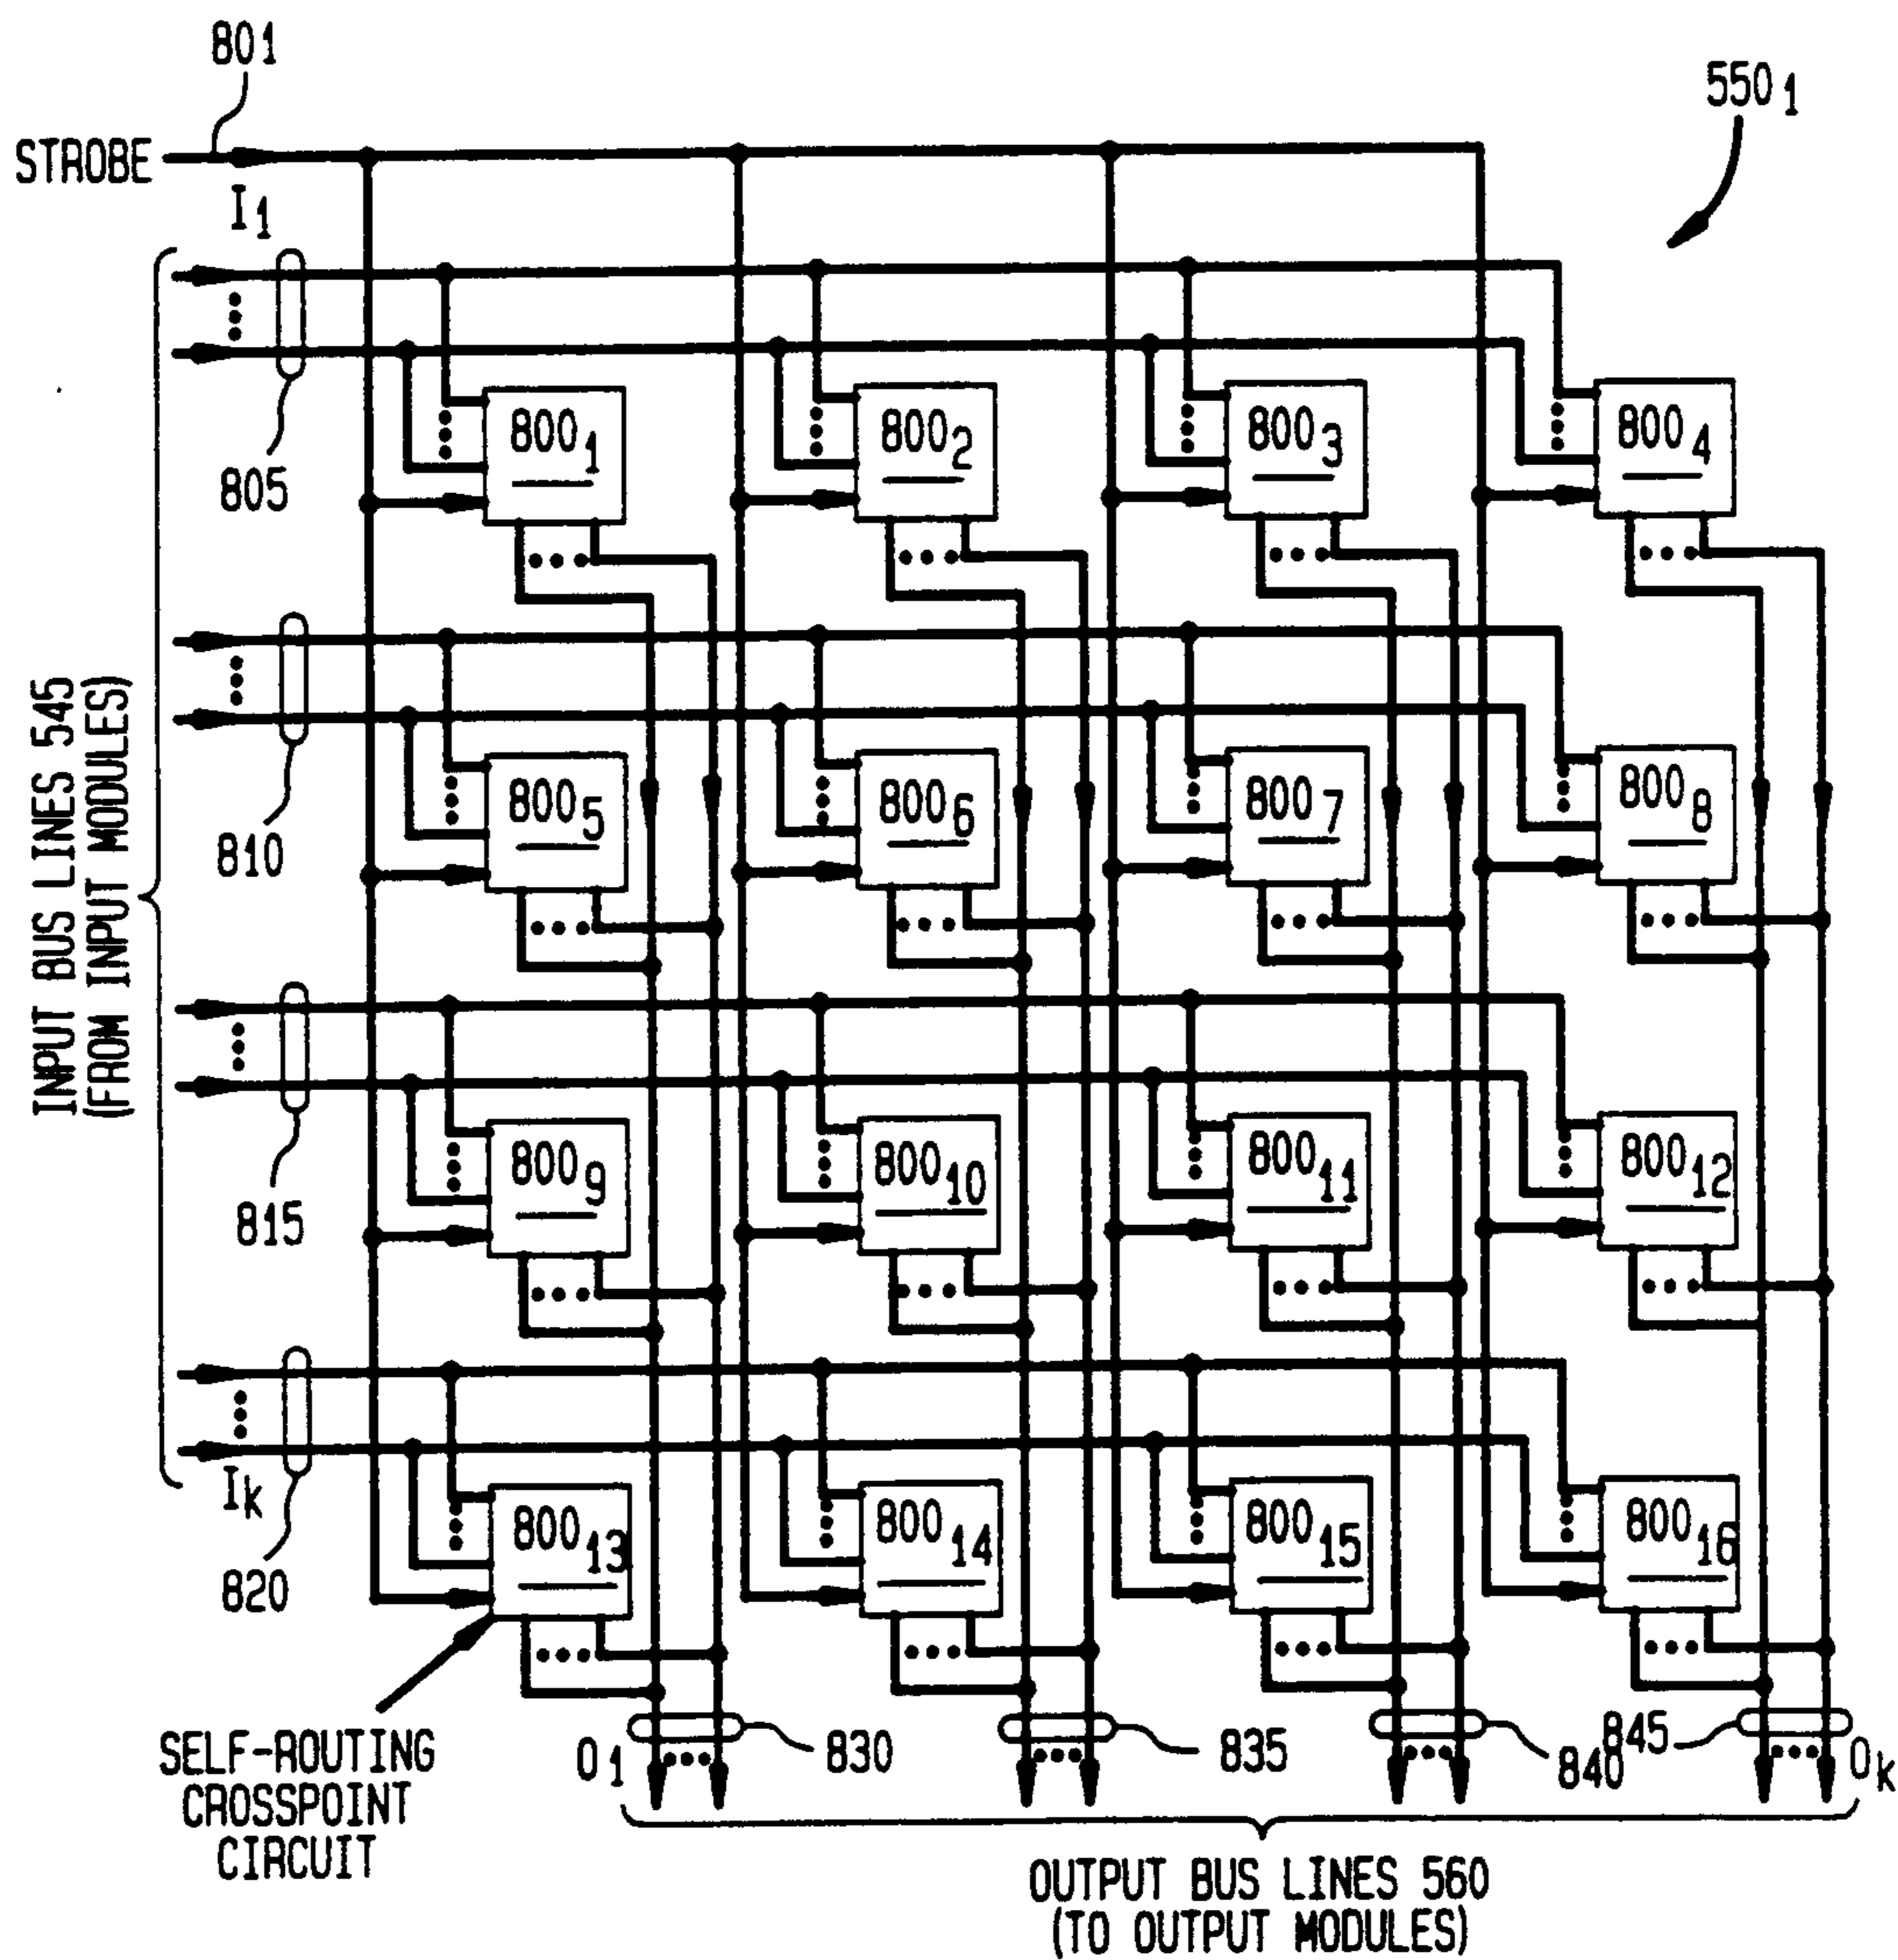 801
550 1
STROBE
I1
800 1
800 2
800 3
800 4
805
INPUT BUS LINES 545
(FROM INPUT MODULES)
800 5
800 6
800 7
800 8
810
800 9
800 10
800 11
800 12
815
Ik
800 13
800 14
800 15
800 16
820
SELF-ROUTING
CROSSPOINT
CIRCUIT
O1
830
835
840
845
Ok
OUTPUT BUS LINES 560
(TO OUTPUT MODULES)